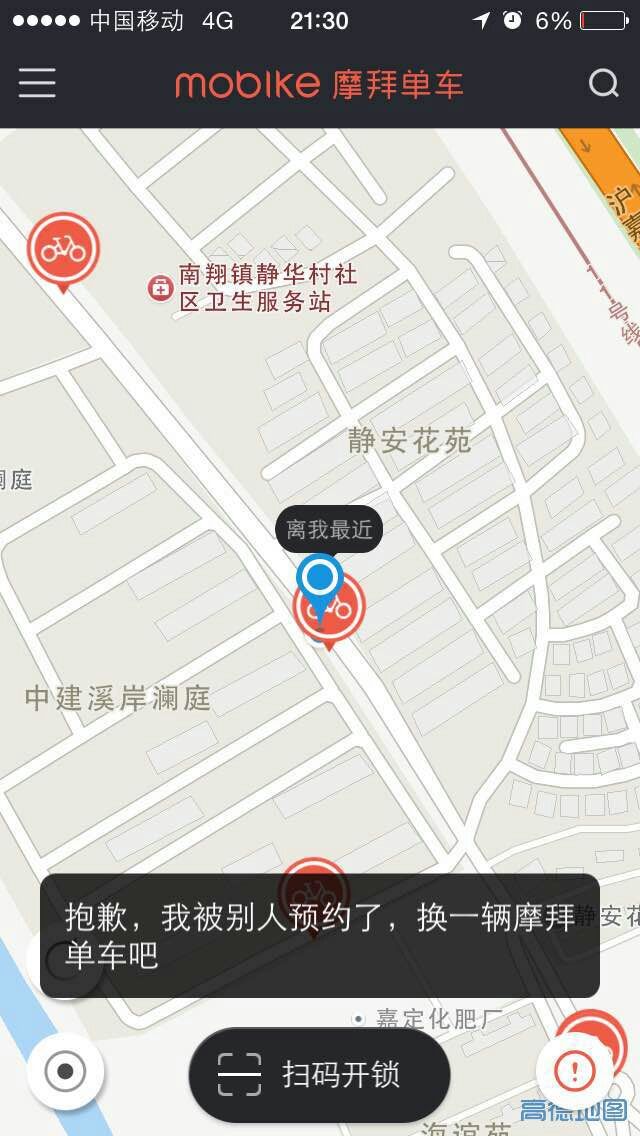 中国移动 4G 21:30 6%
mobike 摩拜单车
沪
嘉
南翔镇静华村社
区卫生服务站
11号线
静安花苑
澜庭
离我最近
中建溪岸澜庭
抱歉，我被别人预约了，换一辆摩拜
单车吧
静安花
嘉定化肥厂
扫码开锁
高德地图
海谊苑